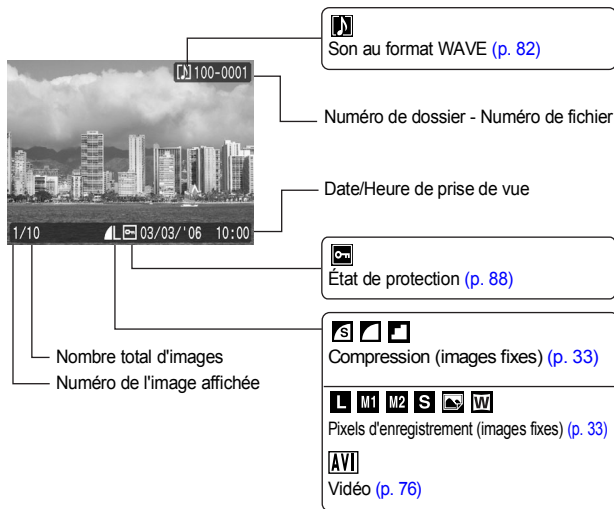 Son au format WAVE (p. 82)
100-0001
Numéro de dossier - Numéro de fichier
Date/Heure de prise de vue
1/10 L 03/03/'06 10:00
État de protection (p. 88)
S
Compression (images fixes) (p. 33)
Nombre total d'images
Numéro de l'image affichée
L M1 M2 S W
Pixels d'enregistrement (images fixes) (p. 33)
AVI
Vidéo (p. 76)